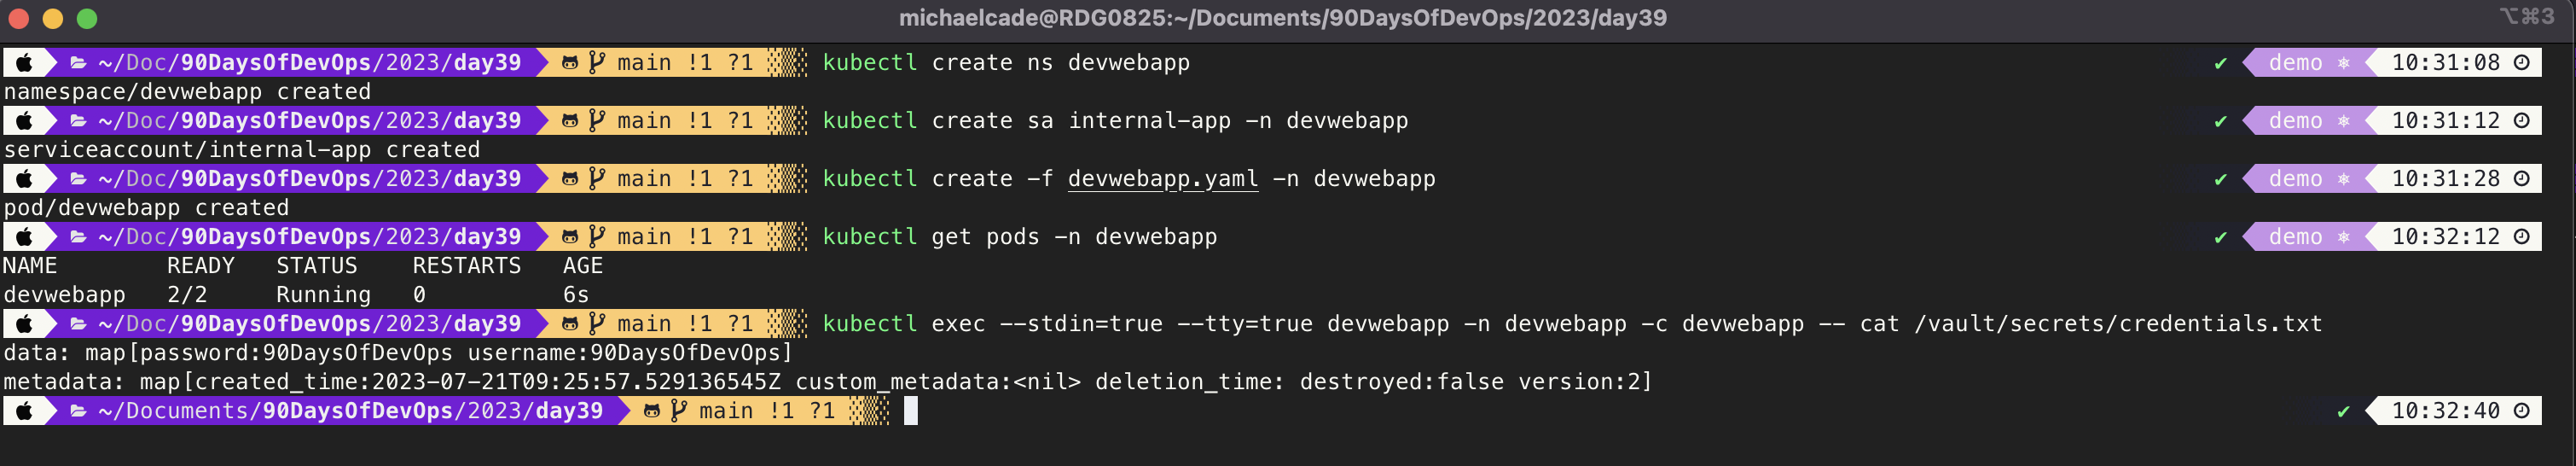 michaelcade@RDG0825:~/Documents/90DaysOfDevOps/2023/day39 ⌥⌘3
~/Doc/90DaysOfDevOps/2023/day39 main !1 ?1 kubectl create ns devwebapp ✔ demo 10:31:08
namespace/devwebapp created
~/Doc/90DaysOfDevOps/2023/day39 main !1 ?1 kubectl create sa internal-app -n devwebapp ✔ demo 10:31:12
serviceaccount/internal-app created
~/Doc/90DaysOfDevOps/2023/day39 main !1 ?1 kubectl create -f devwebapp.yaml -n devwebapp ✔ demo 10:31:28
pod/devwebapp created
~/Doc/90DaysOfDevOps/2023/day39 main !1 ?1 kubectl get pods -n devwebapp ✔ demo 10:32:12
NAME READY STATUS RESTARTS AGE
devwebapp 2/2 Running 0 6s
~/Doc/90DaysOfDevOps/2023/day39 main !1 ?1 kubectl exec --stdin=true --tty=true devwebapp -n devwebapp -c devwebapp -- cat /vault/secrets/credentials.txt
data: map[password:90DaysOfDevOps username:90DaysOfDevOps]
metadata: map[created_time:2023-07-21T09:25:57.529136545Z custom_metadata:<nil> deletion_time: destroyed:false version:2]
~/Documents/90DaysOfDevOps/2023/day39 main !1 ?1 ✔ 10:32:40